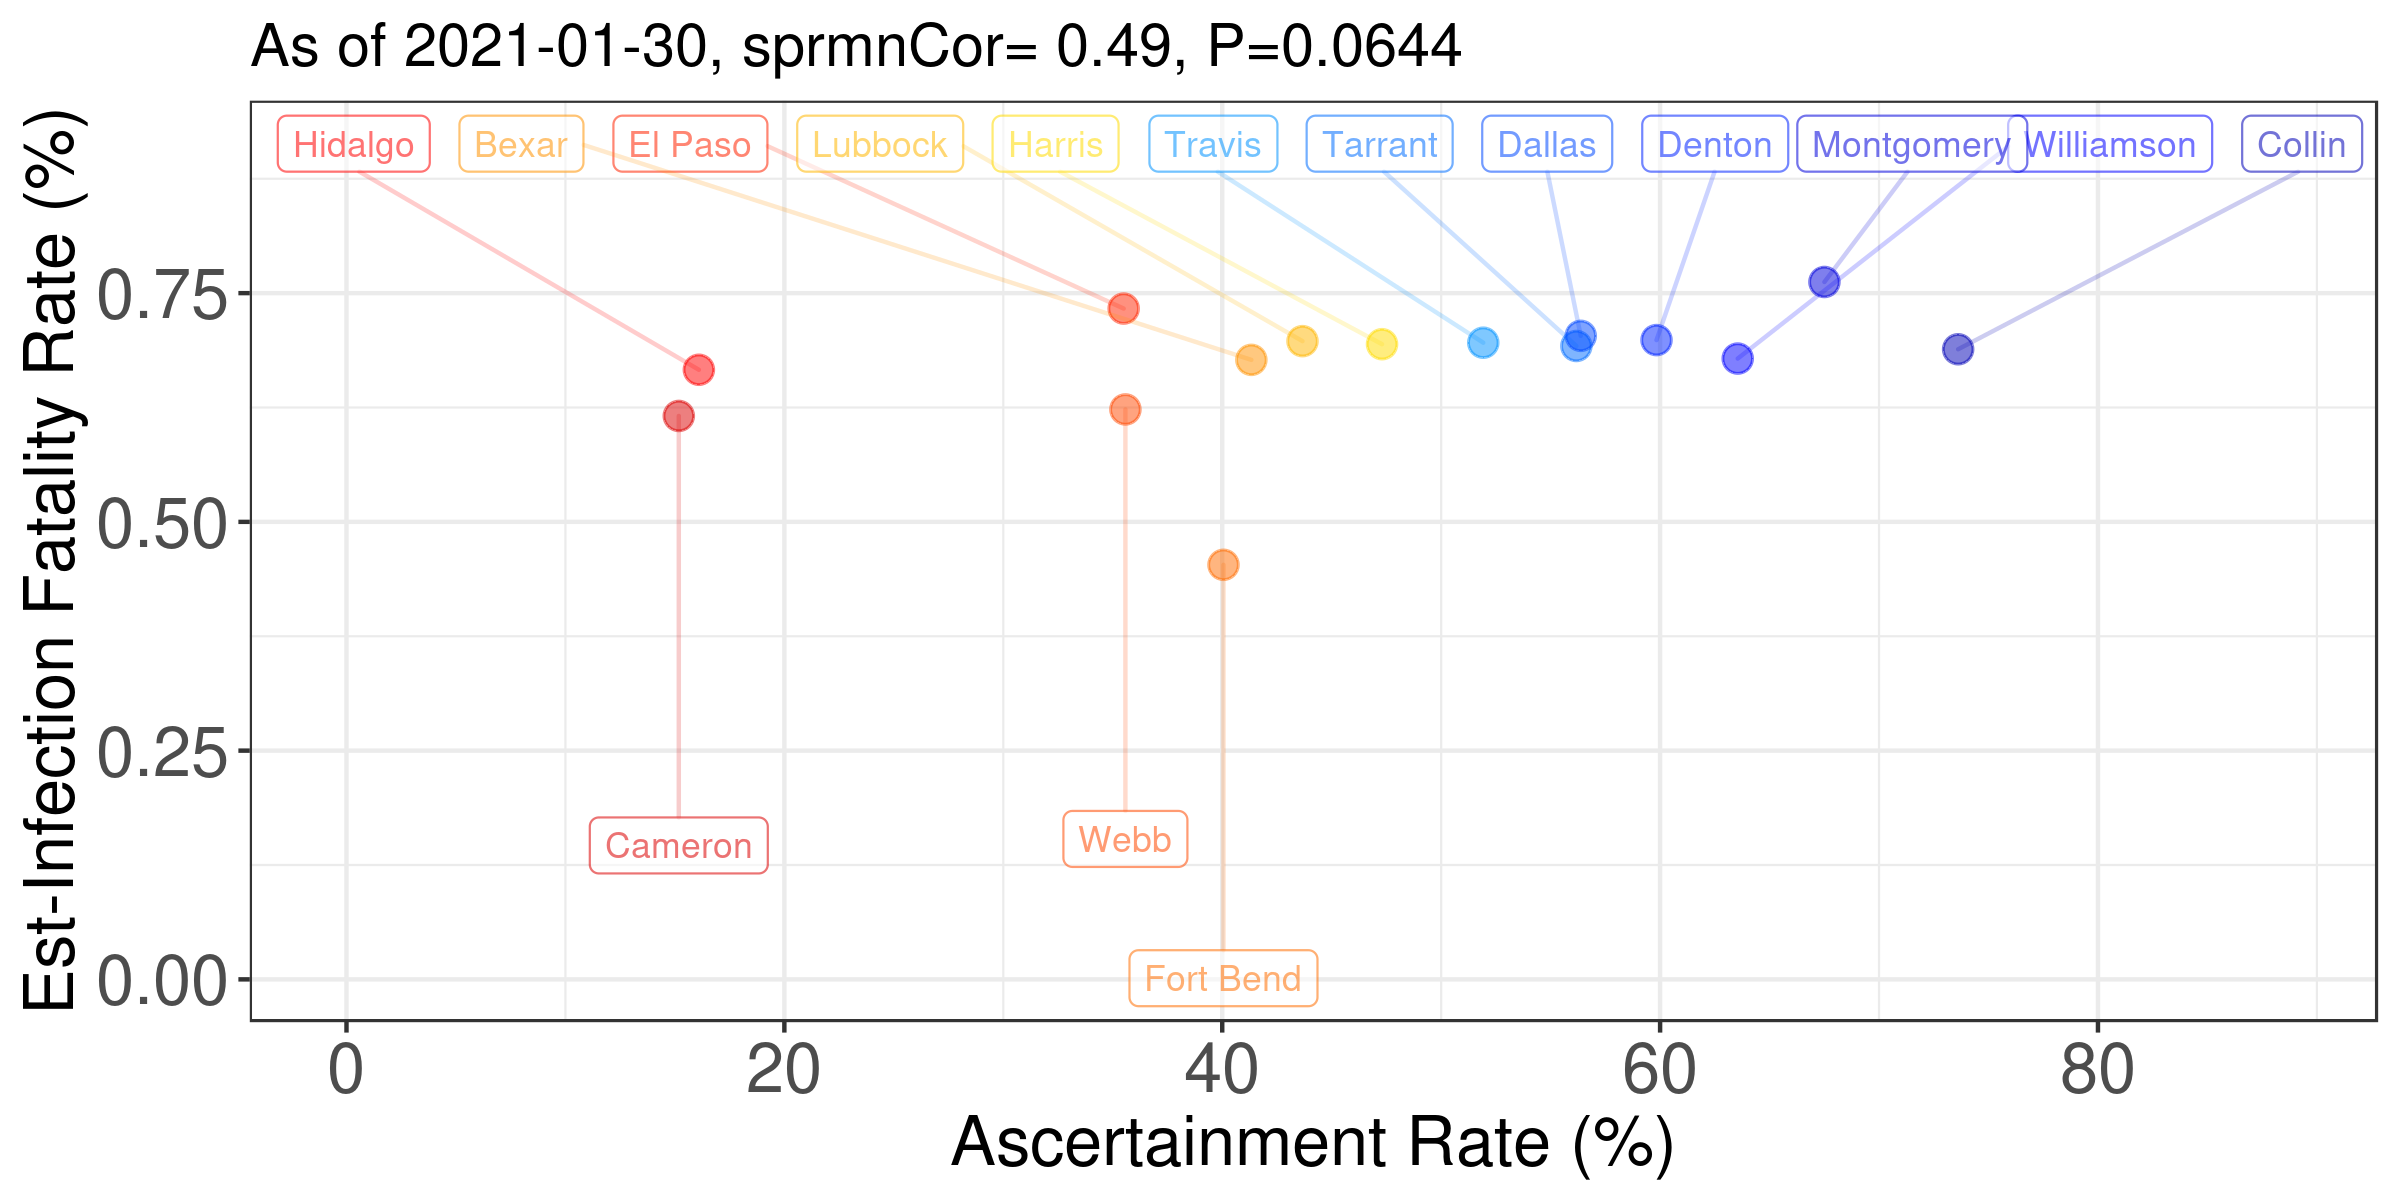 As of 2021-01-30, sprmnCor= 0.49, P=0.0644
Est-Infection Fatality Rate (%)
Hidalgo Bexar El Paso Lubbock Harris Travis Tarrant Dallas Denton Montgomery Williamson Collin
0.75
0.50
0.25
Cameron Webb
0.00
Fort Bend
0 20 40 60 80
Ascertainment Rate (%)